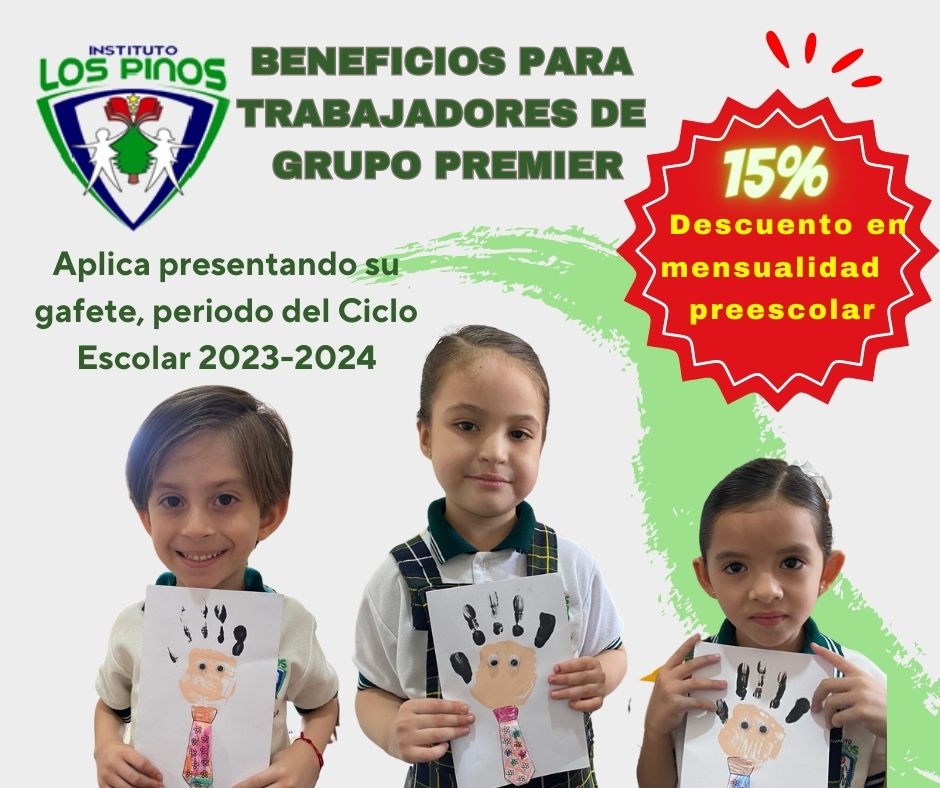 INSTITUTO
LOS PINOS
BENEFICIOS PARA
TRABAJADORES DE
GRUPO PREMIER
15%
Descuento en
mensualidad
preescolar
Aplica presentando su
gafete, periodo del Ciclo
Escolar 2023-2024